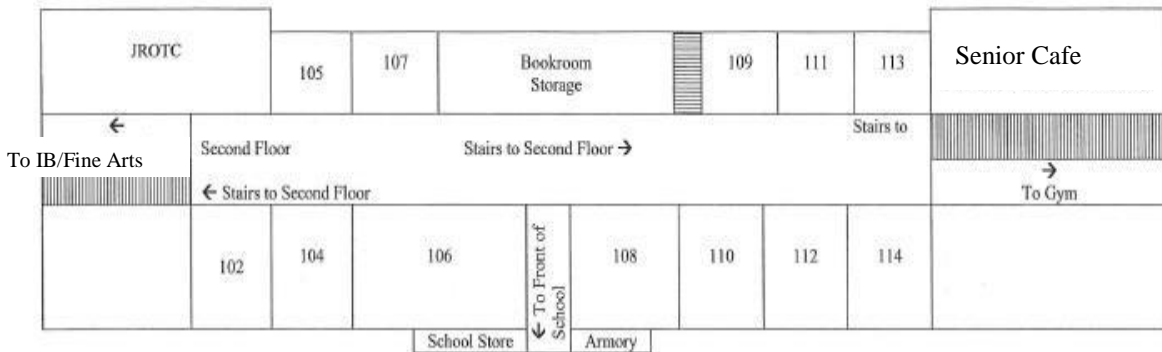 JROTC
105
107
Bookroom
Storage
109
111
113
Senior Cafe
←
To IB/Fine Arts
Second Floor
Stairs to Second Floor →
Stairs to
← Stairs to Second Floor
→
To Gym
102
104
106
← To Front of
School
108
110
112
114
School Store
Armory